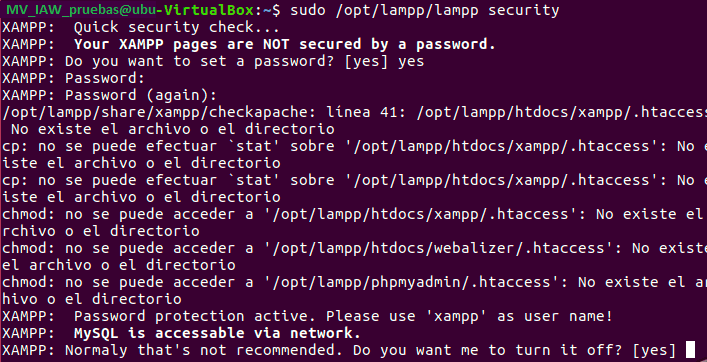 MV_IAW_pruebas@ubu-VirtualBox:~$ sudo /opt/lampp/lampp security
XAMPP:  Quick security check...
XAMPP:  Your XAMPP pages are NOT secured by a password.
XAMPP: Do you want to set a password? [yes] yes
XAMPP: Password:
XAMPP: Password (again):
/opt/lampp/share/xampp/checkapache: línea 41: /opt/lampp/htdocs/xampp/.htaccess
 No existe el archivo o el directorio
cp: no se puede efectuar `stat' sobre '/opt/lampp/htdocs/xampp/.htaccess': No e
iste el archivo o el directorio
cp: no se puede efectuar `stat' sobre '/opt/lampp/htdocs/xampp/.htaccess': No e
iste el archivo o el directorio
chmod: no se puede acceder a '/opt/lampp/htdocs/xampp/.htaccess': No existe el
rchivo o el directorio
chmod: no se puede acceder a '/opt/lampp/htdocs/webalizer/.htaccess': No existe
el archivo o el directorio
chmod: no se puede acceder a '/opt/lampp/phpmyadmin/.htaccess': No existe el ar
hivo o el directorio
XAMPP:  Password protection active. Please use 'xampp' as user name!
XAMPP:  MySQL is accessable via network.
XAMPP: Normaly that's not recommended. Do you want me to turn it off? [yes]